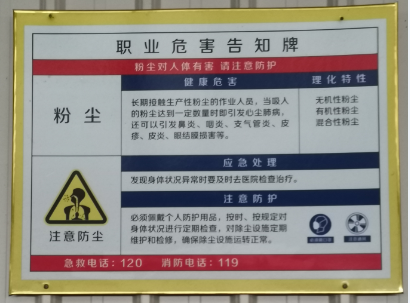 职业危害告知牌
粉尘对人体有害 请注意防护
健康危害
理化特性
粉 尘
长期接触生产性粉尘的作业人员，当吸入
的粉尘达到一定数量时即引发心尘肺病，
还可以引发鼻炎、咽炎、支气管炎、皮
疹、皮炎、眼结膜损害等。
无机性粉尘
有机性粉尘
混合性粉尘
应急处理
发现身体状况异常时要及时去医院检查治疗。
注意防护
注意防尘
必须佩戴个人防护用品，按时、按规定对
身体状况进行定期检查，对除尘设施定期
维护和检修，确保除尘设施运转正常。
急救电话：120 消防电话：119